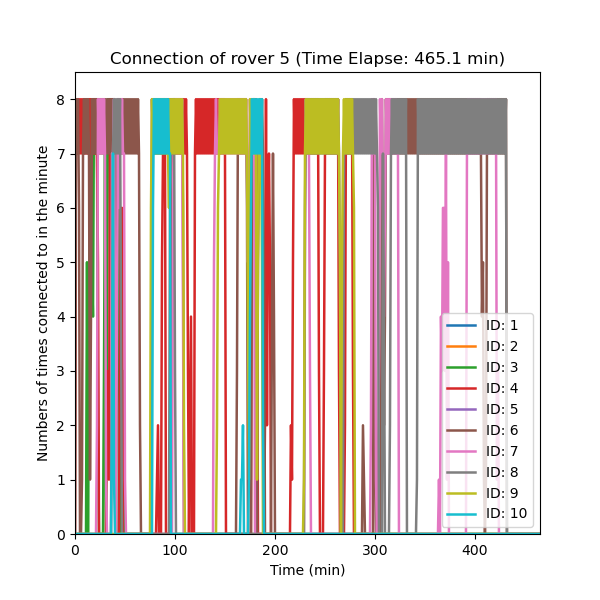 Connection of rover 5 (Time Elapse: 465.1 min)
Numbers of times connected to in the minute
8
7
6
5
4
3
2
1
0
0 100 200 300 400
Time (min)
ID: 1
ID: 2
ID: 3
ID: 4
ID: 5
ID: 6
ID: 7
ID: 8
ID: 9
ID: 10